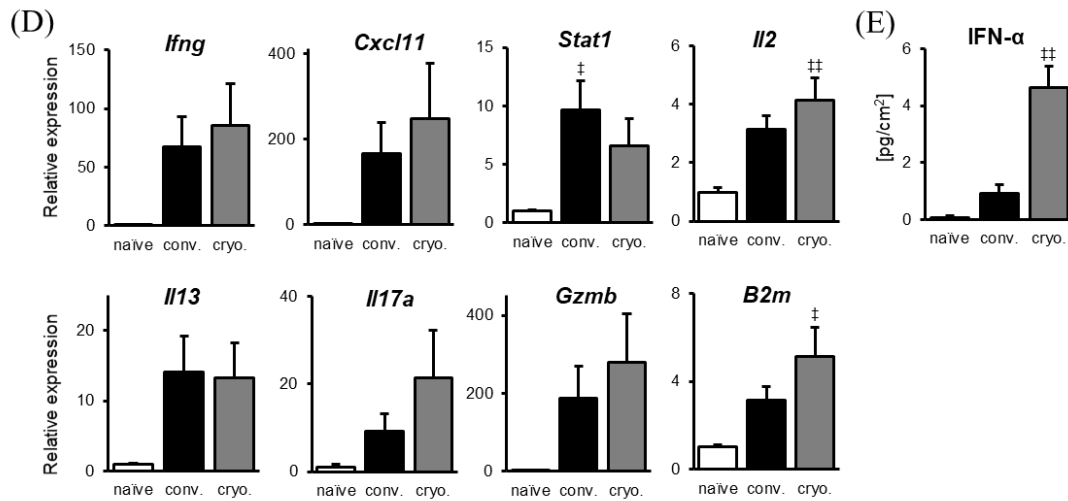 (D)
Ifng
Relative expression
150
100
50
0
naïve conv. cryo.
Cxcl11
400
200
0
naïve conv. cryo.
Stat1
15
10
5
0
‡
naïve conv. cryo.
Il2
6
4
2
0
‡‡
naïve conv. cryo.
(E)
IFN-α
[pg/cm²]
6
4
2
0
‡‡
naïve conv. cryo.
Il13
Relative expression
20
10
0
naïve conv. cryo.
Il17a
40
20
0
naïve conv. cryo.
Gzmb
400
200
0
naïve conv. cryo.
B2m
8
4
0
‡
naïve conv. cryo.